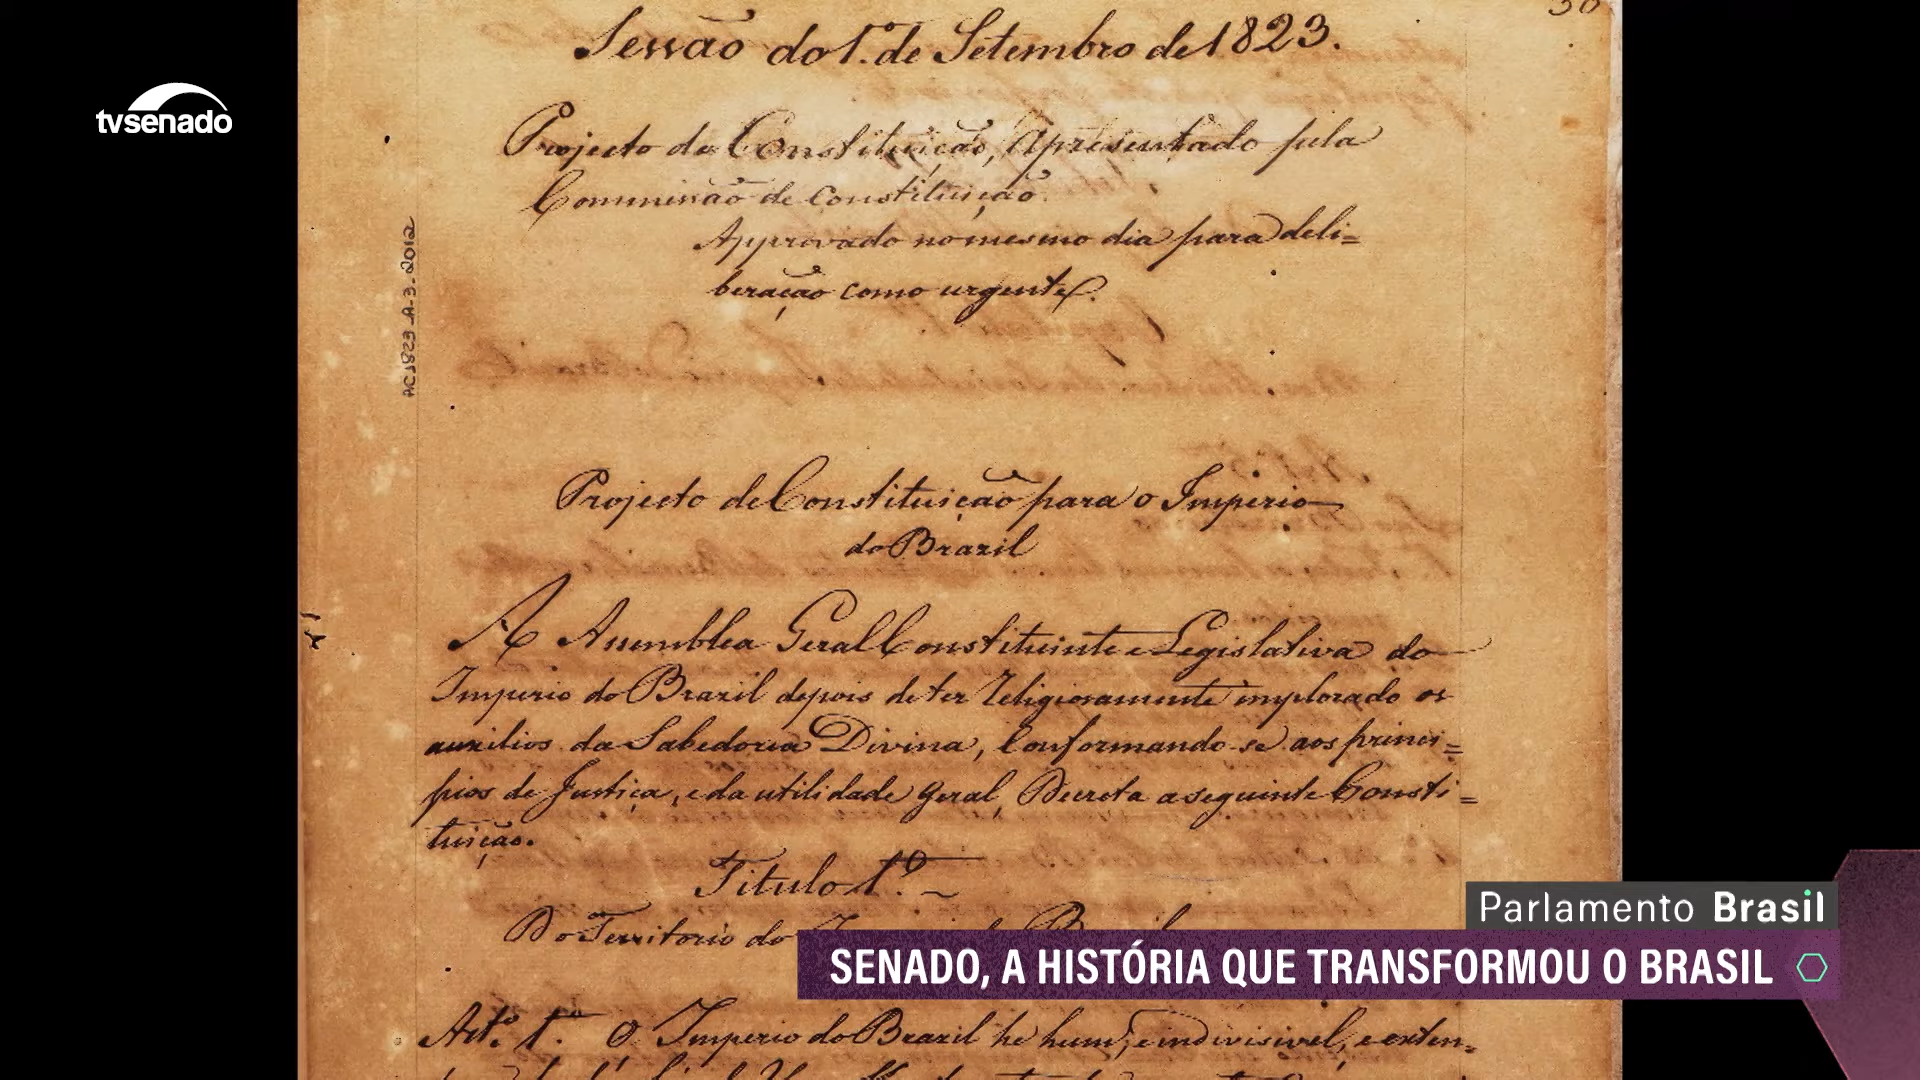 30
Sessão do 1.º de Setembro de 1823.
tvsenado
Projecto de Constituição, apresentado pela
Commissão de Constituição.
Approvado no mesmo dia para deli=
beração como urgente.
AC1823_A-3.2012
Projecto de Constituição para o Imperio
do Brazil
A Assemblea Geral Constituinte e Legislativa do
Imperio do Brazil depois de ter religiosamente implorado os
auxilios da Sabedoria Divina, Conformando-se aos princi=
pios de Justiça, e da utilidade geral, Decreta a seguinte Consti=
tuição.
Titulo 1.º
Do Territorio do Brazil
Parlamento Brasil
SENADO, A HISTÓRIA QUE TRANSFORMOU O BRASIL
Art.º 1.º O Imperio do Brazil he hum, e indivisivel, e exten=